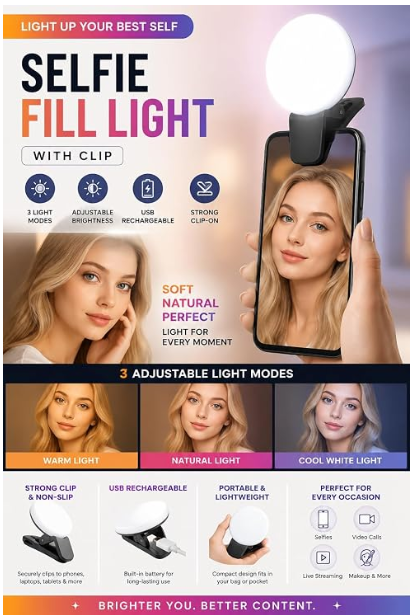 LIGHT UP YOUR BEST SELF
SELFIE
FILL LIGHT
WITH CLIP
3 LIGHT
MODES
ADJUSTABLE
BRIGHTNESS
USB
RECHARGEABLE
STRONG
CLIP-ON
SOFT
NATURAL
PERFECT
LIGHT FOR
EVERY MOMENT
3 ADJUSTABLE LIGHT MODES
WARM LIGHT
NATURAL LIGHT
COOL WHITE LIGHT
STRONG CLIP
& NON-SLIP
Securely clips to phones,
laptops, tablets & more
USB RECHARGEABLE
Built-in battery for
long-lasting use
PORTABLE &
LIGHTWEIGHT
Compact design fits in
your bag or pocket
PERFECT FOR
EVERY OCCASION
Selfies
Video Calls
Live Streaming
Makeup & More
BRIGHTER YOU. BETTER CONTENT.